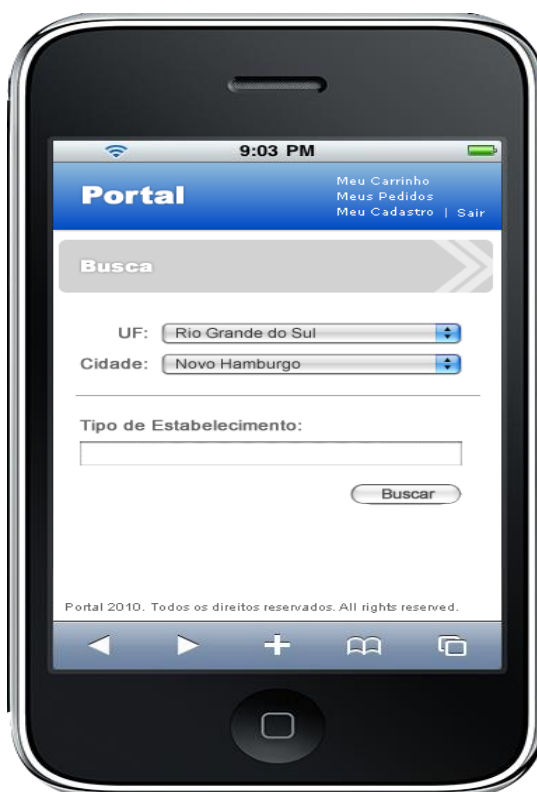 9:03 PM
Portal
Meu Carrinho
Meus Pedidos
Meu Cadastro | Sair
Busca
UF: Rio Grande do Sul
Cidade: Novo Hamburgo
Tipo de Estabelecimento:
Buscar
Portal 2010. Todos os direitos reservados. All rights reserved.